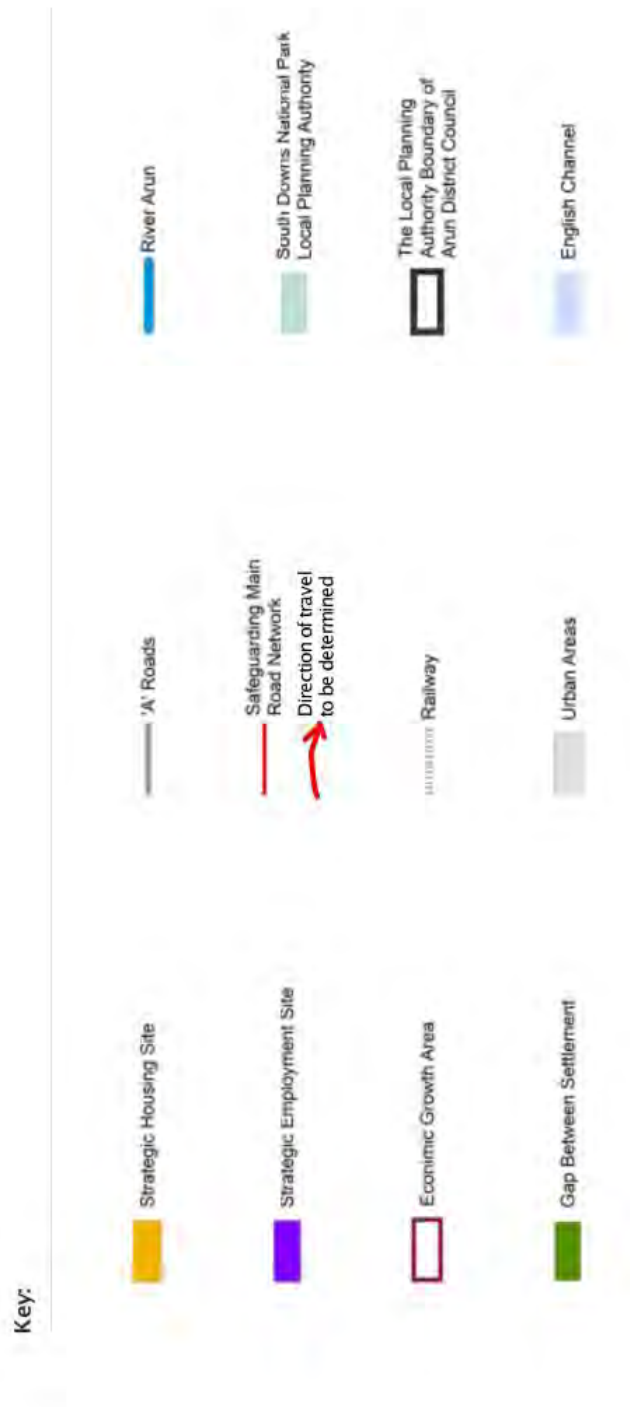 Key:
Strategic Housing Site
Strategic Employment Site
Econimic Growth Area
Gap Between Settlement
'A' Roads
Safeguarding Main
Road Network
Direction of travel
to be determined
Railway
Urban Areas
River Arun
South Downs National Park
Local Planning Authority
The Local Planning
Authority Boundary of
Arun District Council
English Channel